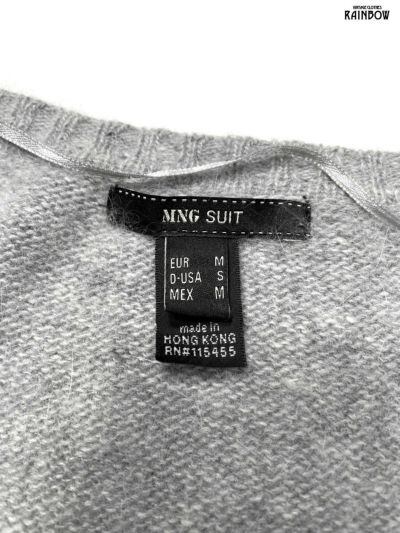 VINTAGE CLOTHES
RAINBOW
MNG SUIT
EUR M
D-USA S
MEX M
made in
HONG KONG
RN#115455